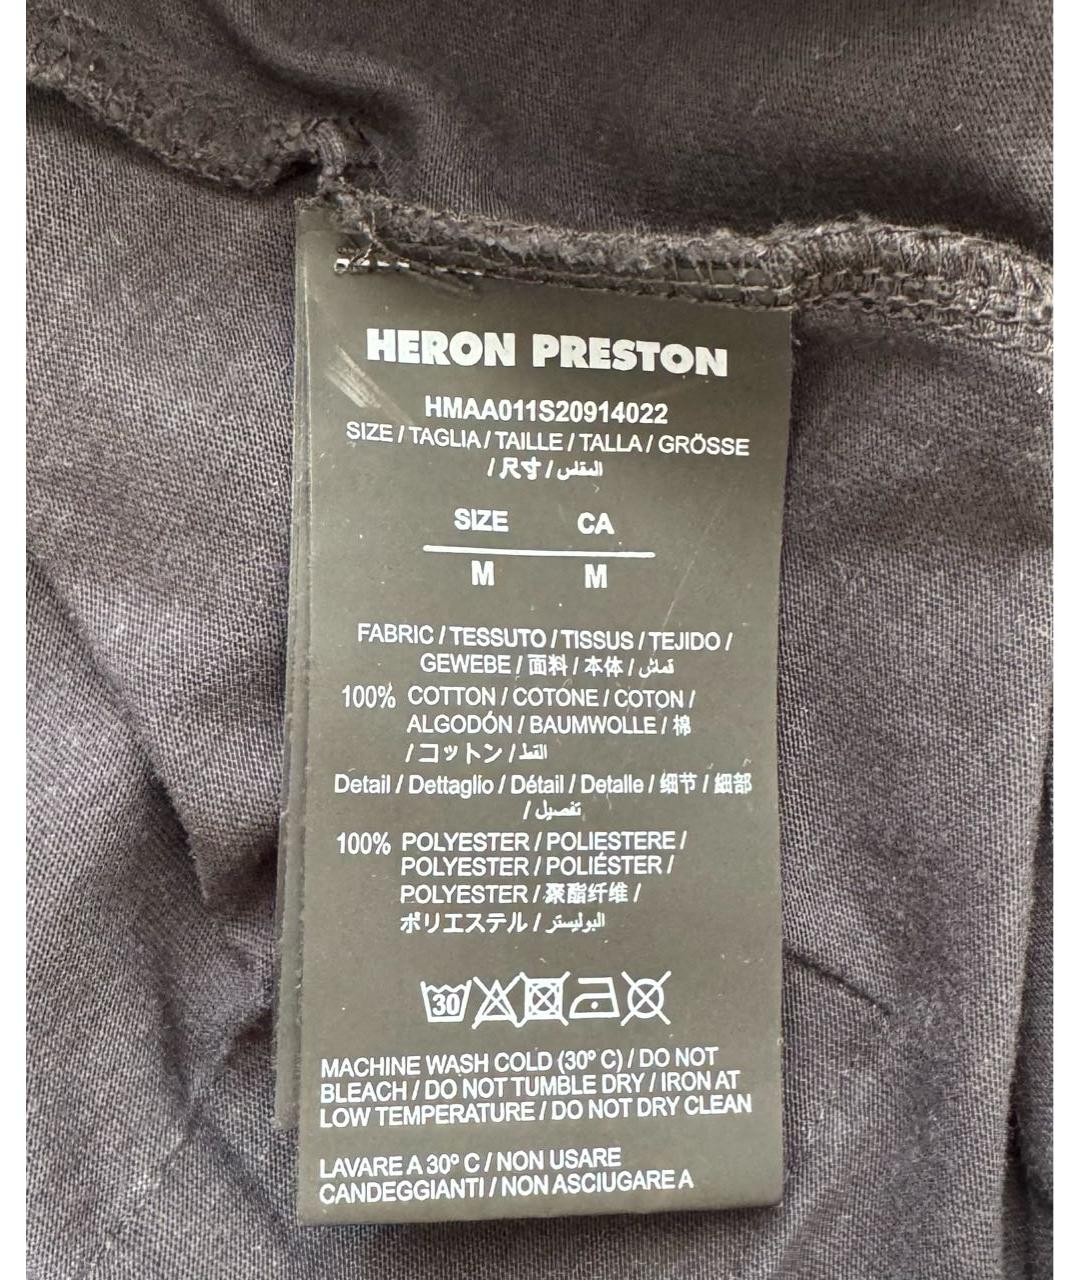 HERON PRESTON
HMAA011S20914022
SIZE / TAGLIA / TAILLE / TALLA / GRÖSSE
/ 尺寸 / المقاس
SIZE CA
M M
FABRIC / TESSUTO / TISSUS / TEJIDO /
GEWEBE / 面料 / 本体 / قماش
100% COTTON / COTONE / COTON /
ALGODÓN / BAUMWOLLE / 棉
/ コットン / القط
Detail / Dettaglio / Détail / Detalle / 细节 / 細部
/ تفصيل
100% POLYESTER / POLIESTERE /
POLYESTER / POLIÉSTER /
POLYESTER / 聚酯纤维 /
ポリエステル / البوليستر
30
MACHINE WASH COLD (30º C) / DO NOT
BLEACH / DO NOT TUMBLE DRY / IRON AT
LOW TEMPERATURE / DO NOT DRY CLEAN
LAVARE A 30º C / NON USARE
CANDEGGIANTI / NON ASCIUGARE A